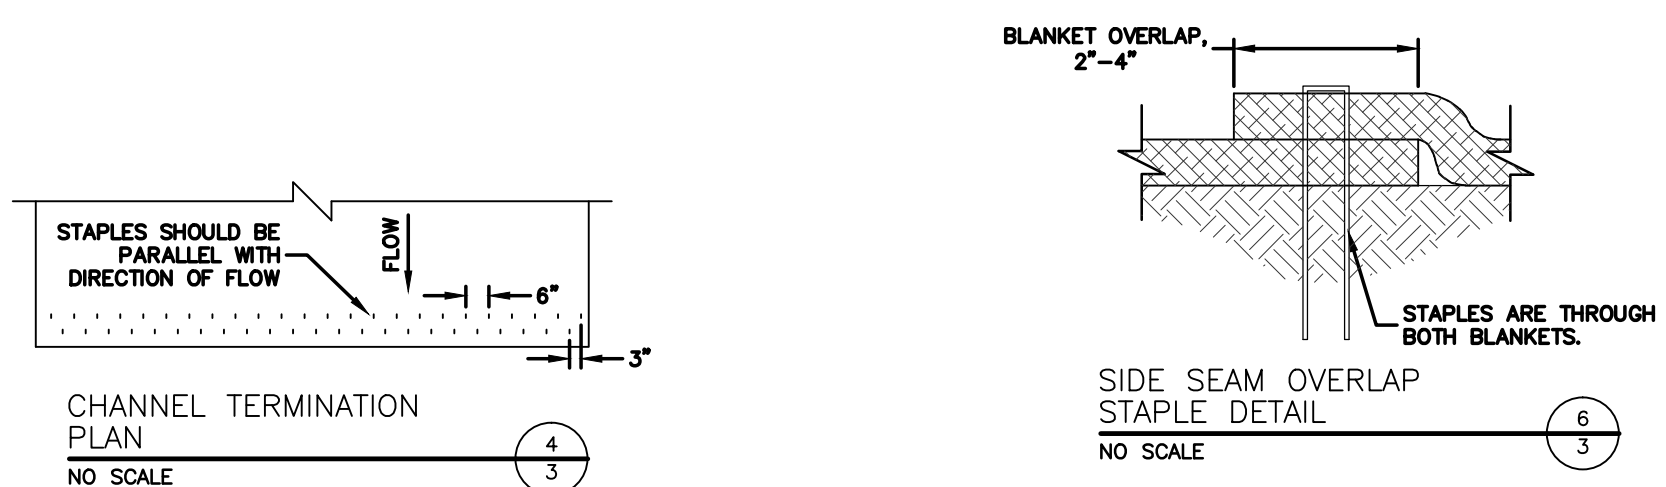 STAPLES SHOULD BE
PARALLEL WITH
DIRECTION OF FLOW
FLOW
6"
3"
CHANNEL TERMINATION
PLAN
NO SCALE
4
3
BLANKET OVERLAP,
2"-4"
STAPLES ARE THROUGH
BOTH BLANKETS.
SIDE SEAM OVERLAP
STAPLE DETAIL
NO SCALE
6
3